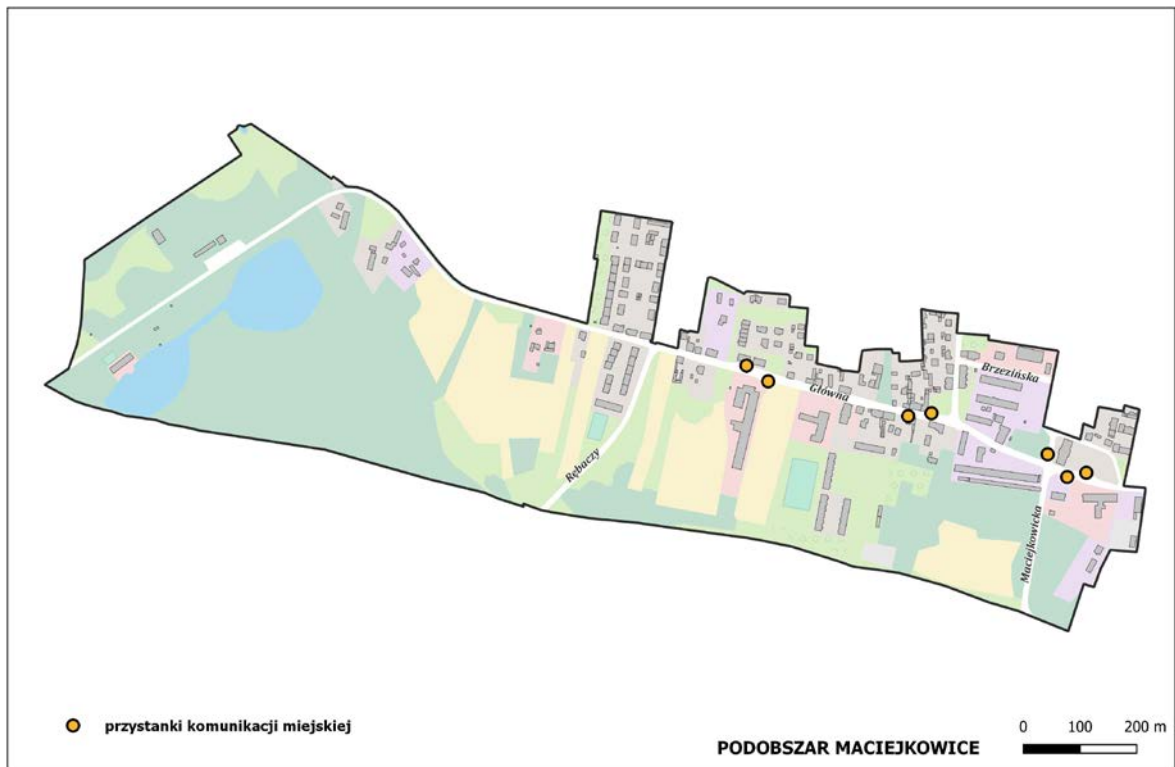 Brzezińska
Główna
Rębaczy
Maciejkowicka
przystanki komunikacji miejskiej
0 100 200 m
PODOBSZAR MACIEJKOWICE